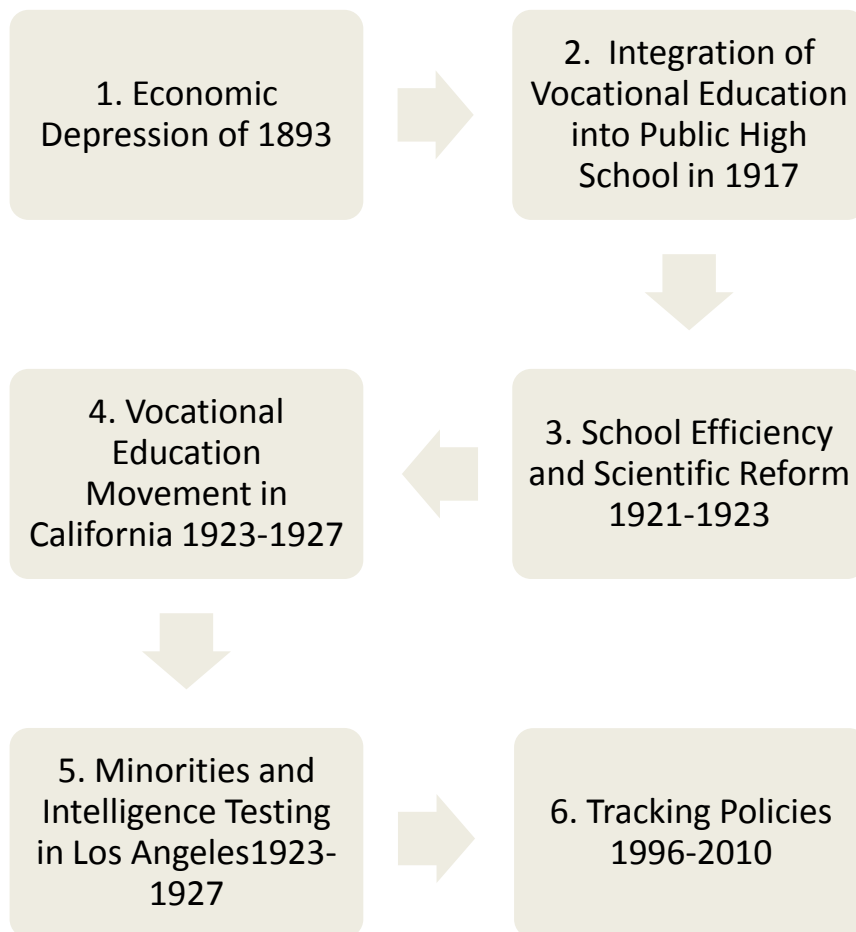 1. Economic
Depression of 1893
2.  Integration of
Vocational Education
into Public High
School in 1917
3. School Efficiency
and Scientific Reform
1921-1923
4. Vocational
Education
Movement in
California 1923-1927
5. Minorities and
Intelligence Testing
in Los Angeles1923-
1927
6. Tracking Policies
1996-2010